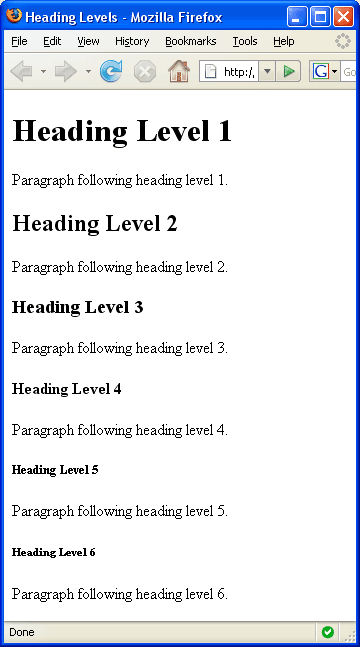 Heading Levels - Mozilla Firefox
File Edit View History Bookmarks Tools Help
http:/, G Go
Heading Level 1
Paragraph following heading level 1.
Heading Level 2
Paragraph following heading level 2.
Heading Level 3
Paragraph following heading level 3.
Heading Level 4
Paragraph following heading level 4.
Heading Level 5
Paragraph following heading level 5.
Heading Level 6
Paragraph following heading level 6.
Done